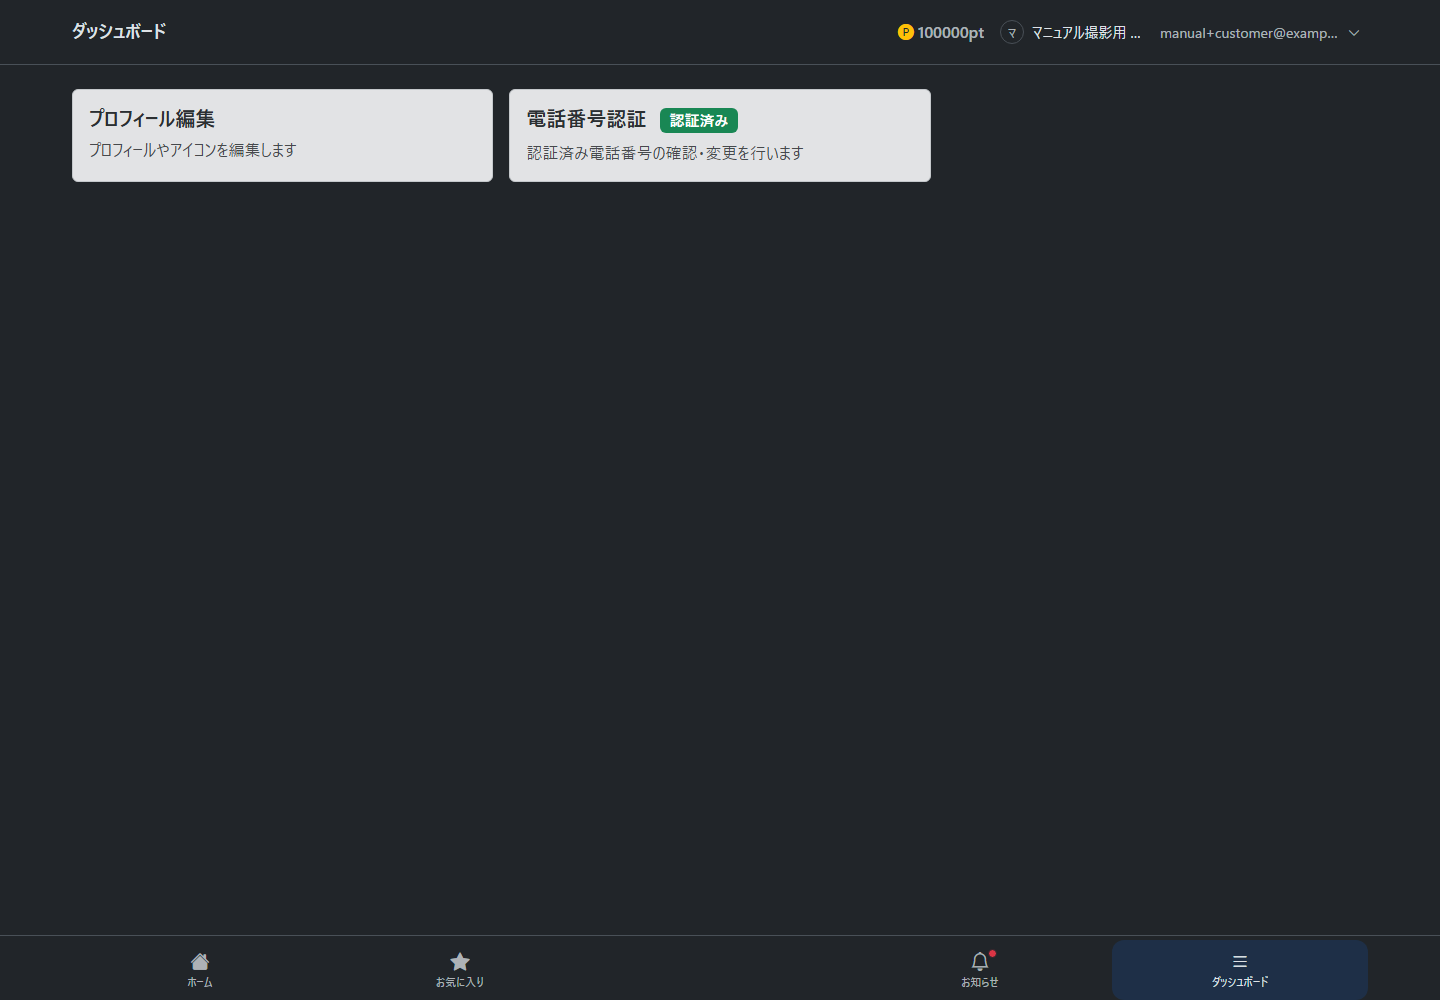 ダッシュボード
P 100000pt
マ マニュアル撮影用 ...
manual+customer@examp...
プロフィール編集
プロフィールやアイコンを編集します
電話番号認証 認証済み
認証済み電話番号の確認・変更を行います
ホーム
お気に入り
お知らせ
ダッシュボード